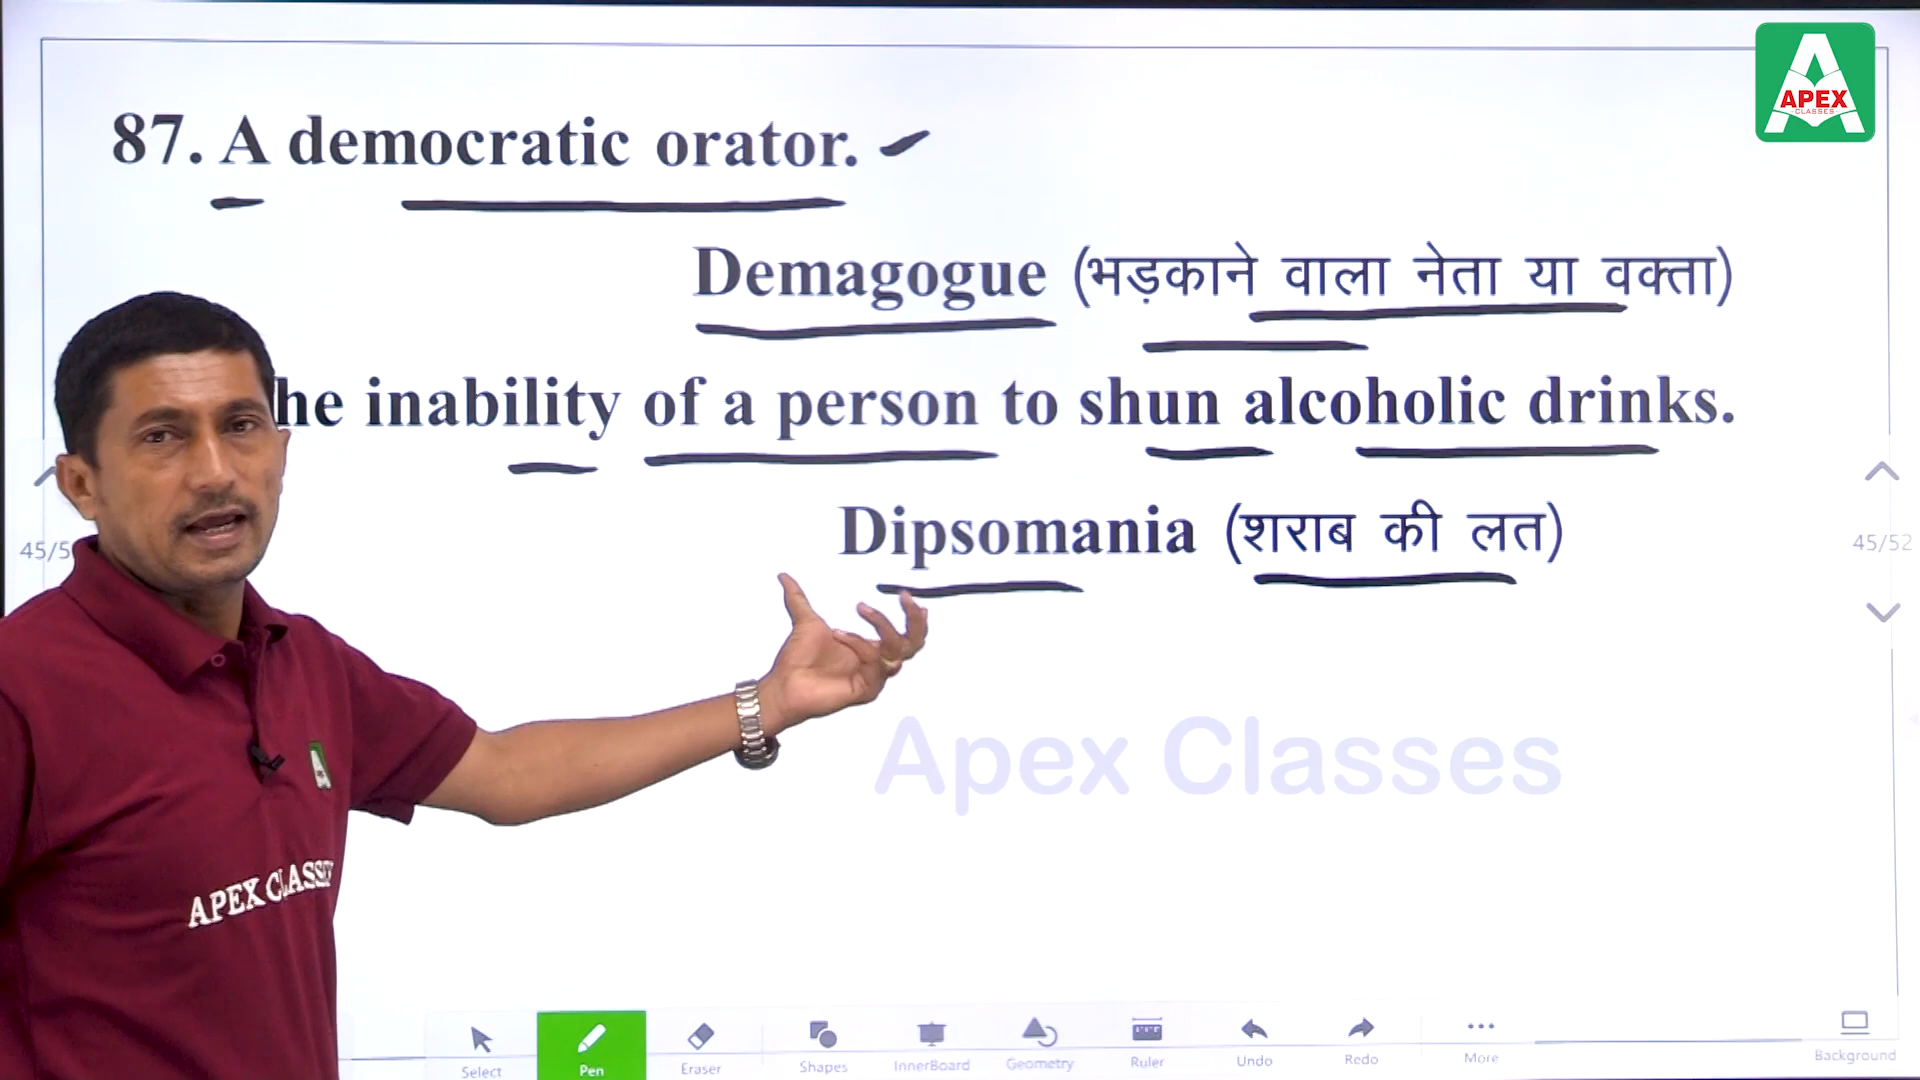 APEX
CLASSES
87. A democratic orator.
Demagogue (भड़काने वाला नेता या वक्ता)
he inability of a person to shun alcoholic drinks.
Dipsomania (शराब की लत)
45/5
45/52
Apex Classes
APEX CLASSE
Select
Pen
Eraser
Shapes
InnerBoard
Geometry
Ruler
Undo
Redo
More
Background